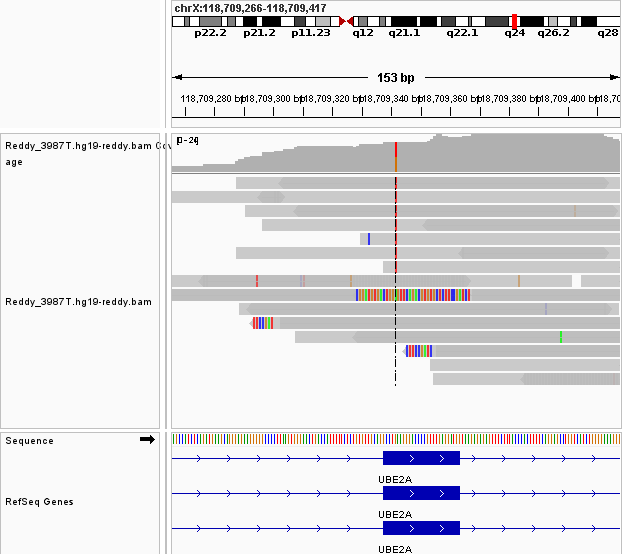 chrX:118,709,266-118,709,417
p22.2 p21.2 p11.23 q12 q21.1 q22.1 q24 q26.2 q28
153 bp
118,709,280 bp 118,709,300 bp 118,709,320 bp 118,709,340 bp 118,709,360 bp 118,709,380 bp 118,709,400 bp 118,70
Reddy_3987T.hg19-reddy.bam Cov
age
[0-24]
Reddy_3987T.hg19-reddy.bam
Sequence
UBE2A
RefSeq Genes
UBE2A
UBE2A